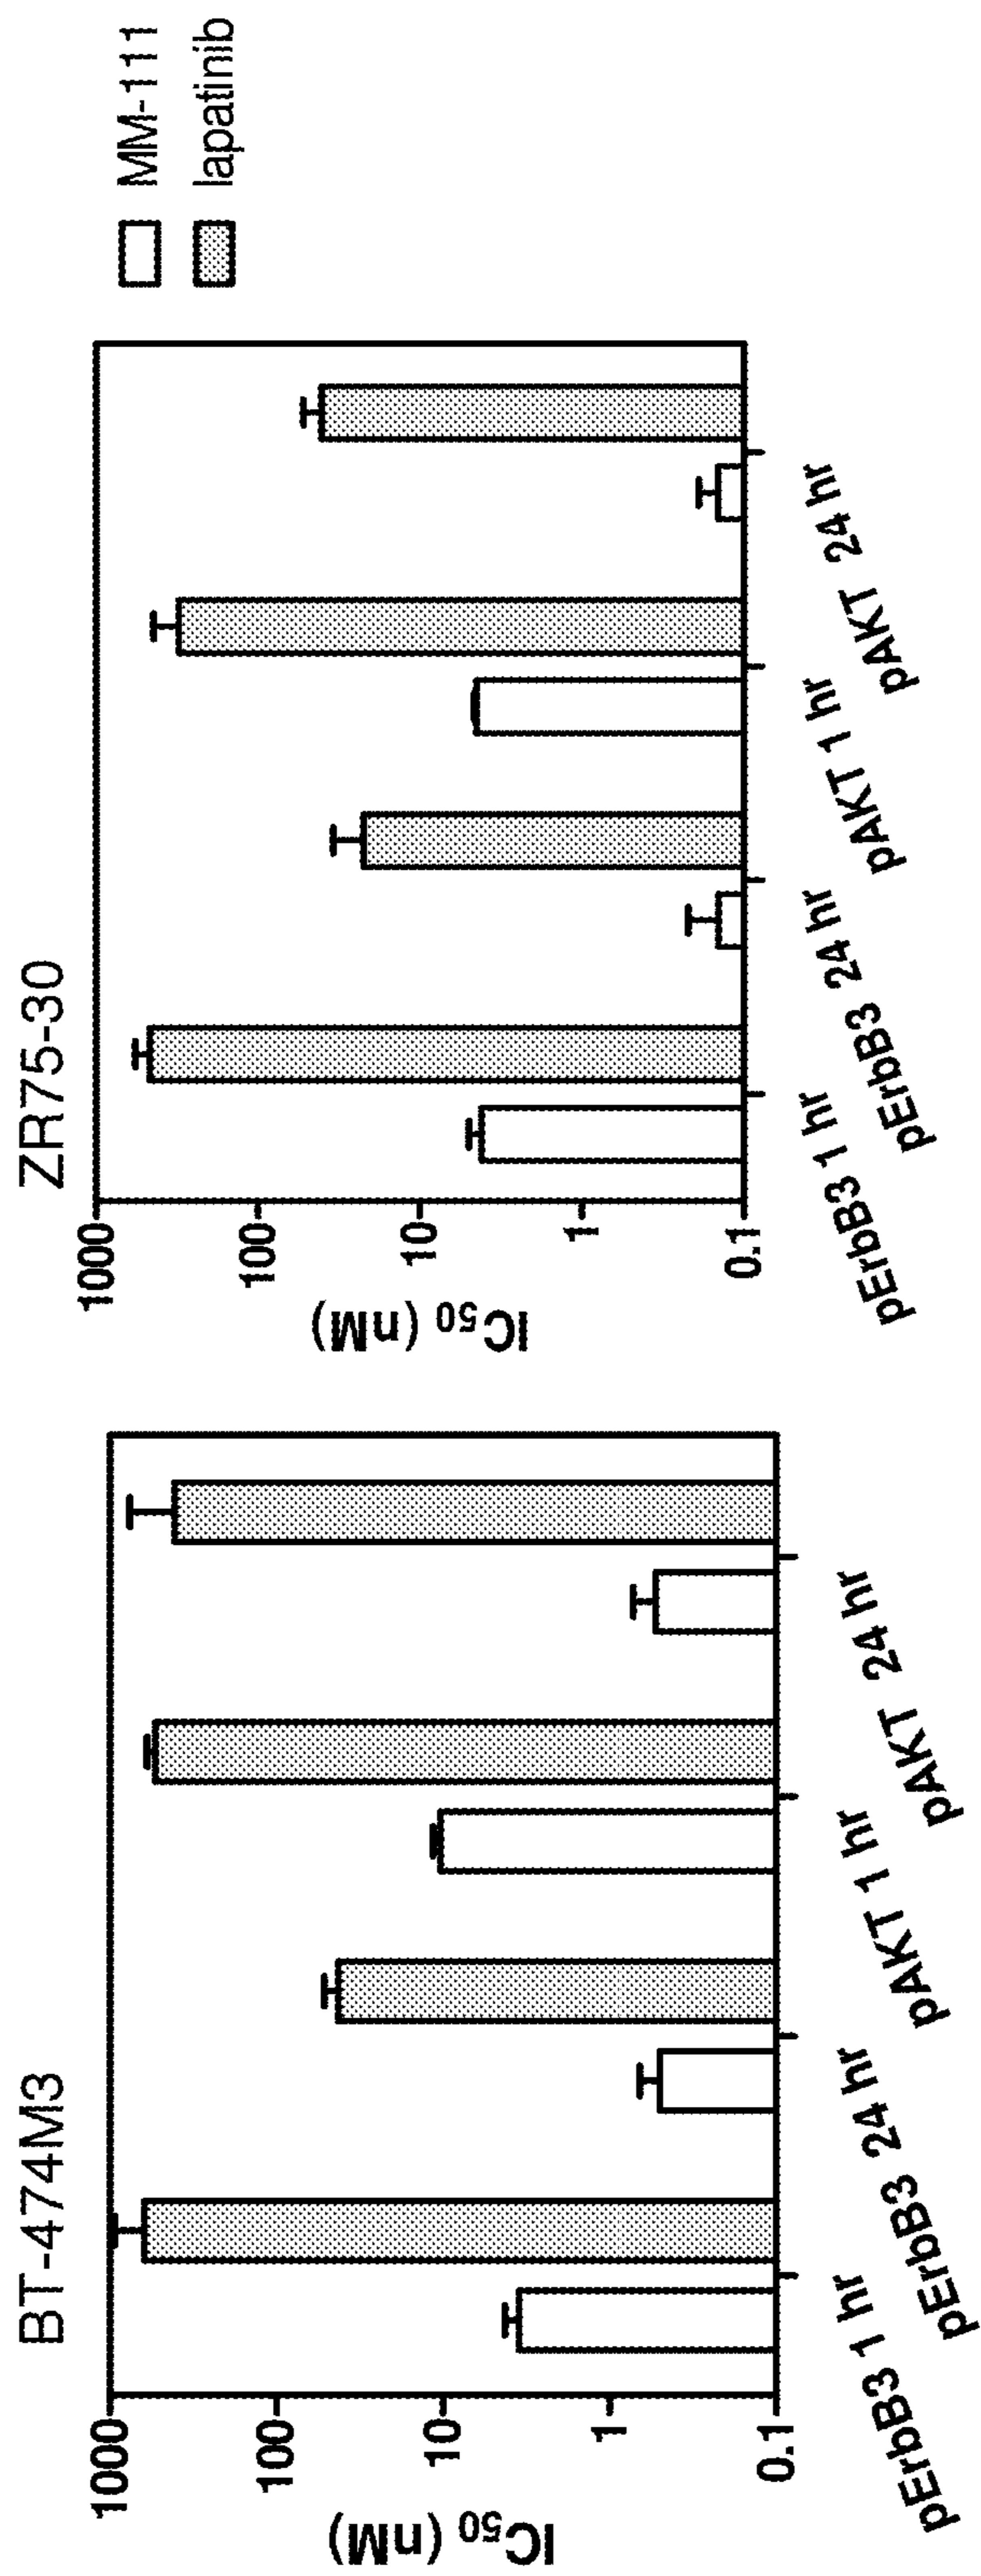 BT-474M3
IC50 (nM)
1000
100
10
1
0.1
pErbB3 1 hr
pErbB3 24 hr
pAKT 1 hr
pAKT 24 hr
ZR75-30
IC50 (nM)
1000
100
10
1
0.1
pErbB3 1 hr
pErbB3 24 hr
pAKT 1 hr
pAKT 24 hr
MM-111
lapatinib